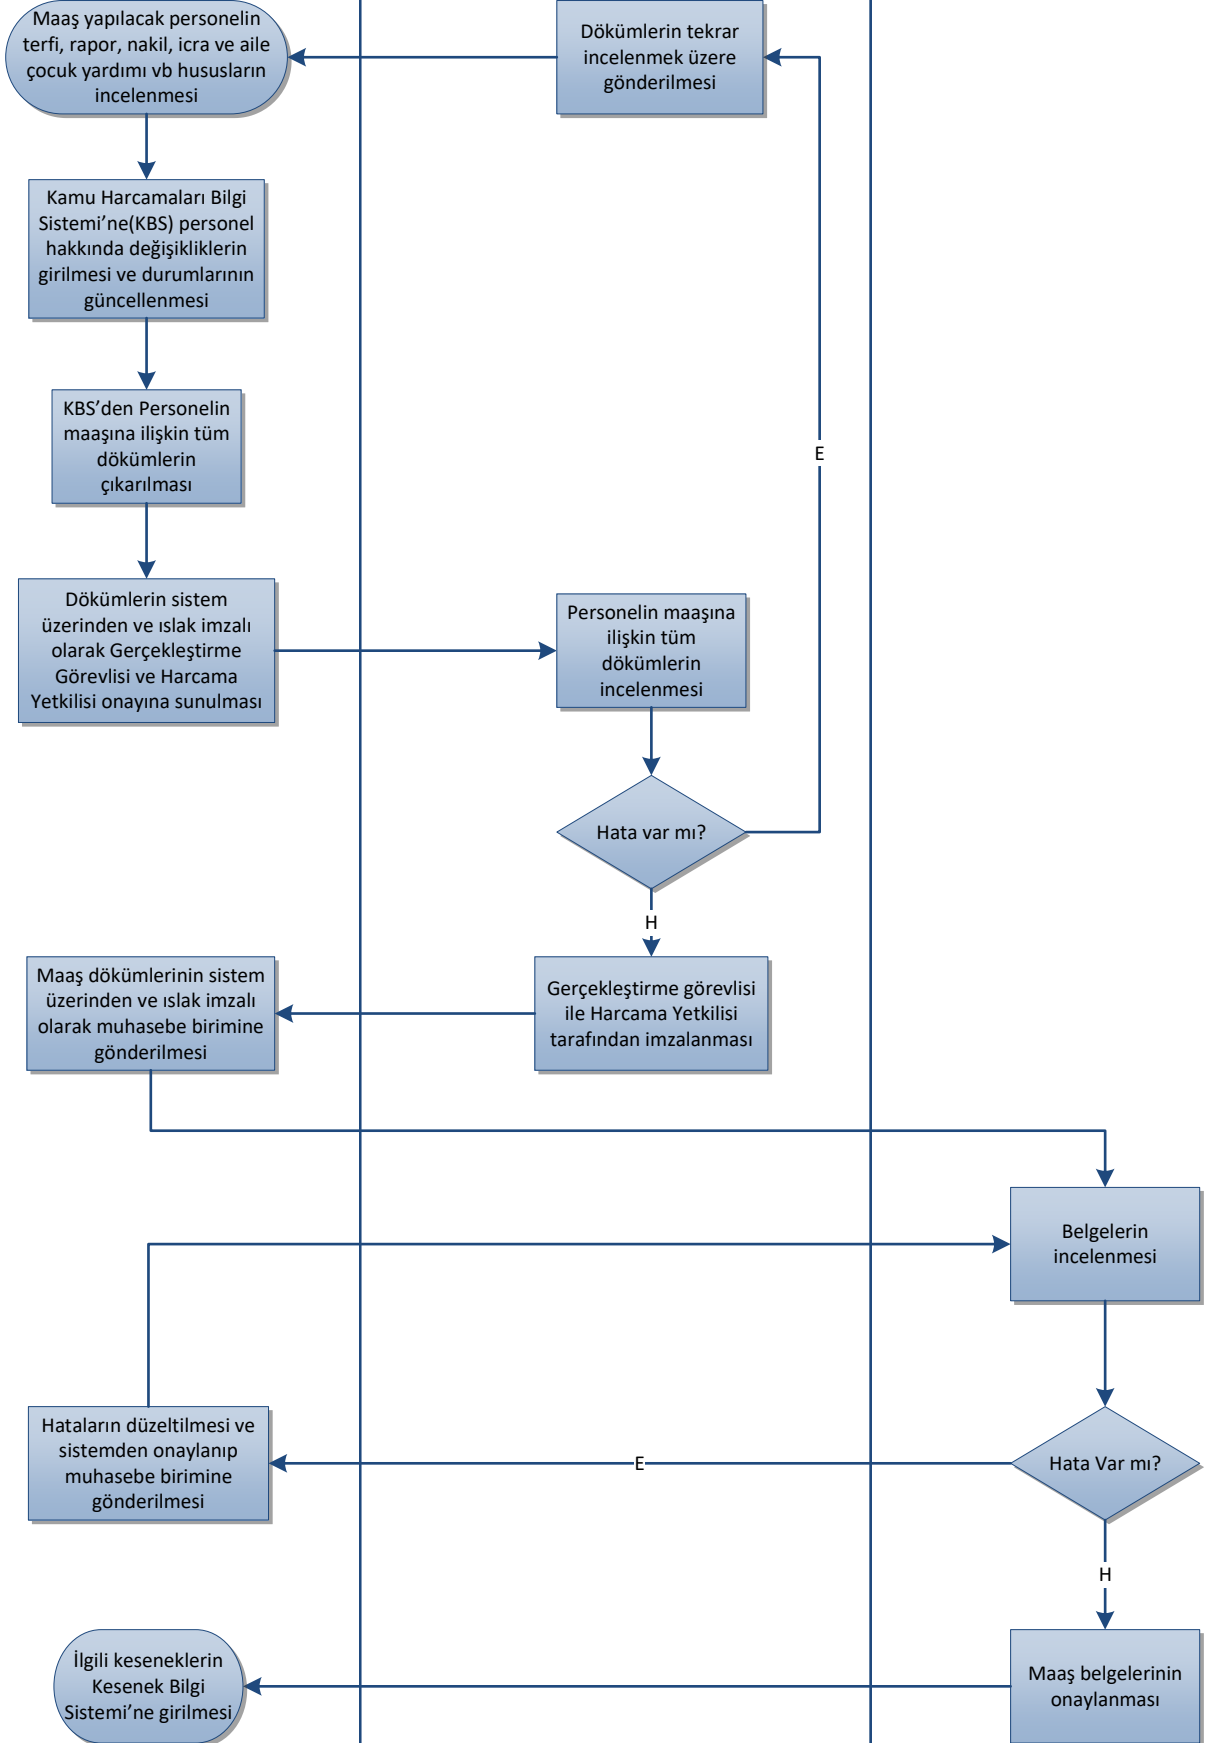 Maaş yapılacak personelin
terfi, rapor, nakil, icra ve aile
çocuk yardımı vb hususların
incelenmesi
Dökümlerin tekrar
incelenmek üzere
gönderilmesi
Kamu Harcamaları Bilgi
Sistemi’ne(KBS) personel
hakkında değişikliklerin
girilmesi ve durumlarının
güncellenmesi
KBS’den Personelin
maaşına ilişkin tüm
dökümlerin
çıkarılması
E
Dökümlerin sistem
üzerinden ve ıslak imzalı
olarak Gerçekleştirme
Görevlisi ve Harcama
Yetkilisi onayına sunulması
Personelin maaşına
ilişkin tüm
dökümlerin
incelenmesi
Hata var mı?
H
Maaş dökümlerinin sistem
üzerinden ve ıslak imzalı
olarak muhasebe birimine
gönderilmesi
Gerçekleştirme görevlisi
ile Harcama Yetkilisi
tarafından imzalanması
Belgelerin
incelenmesi
Hataların düzeltilmesi ve
sistemden onaylanıp
muhasebe birimine
gönderilmesi
E
Hata Var mı?
H
İlgili keseneklerin
Kesenek Bilgi
Sistemi’ne girilmesi
Maaş belgelerinin
onaylanması